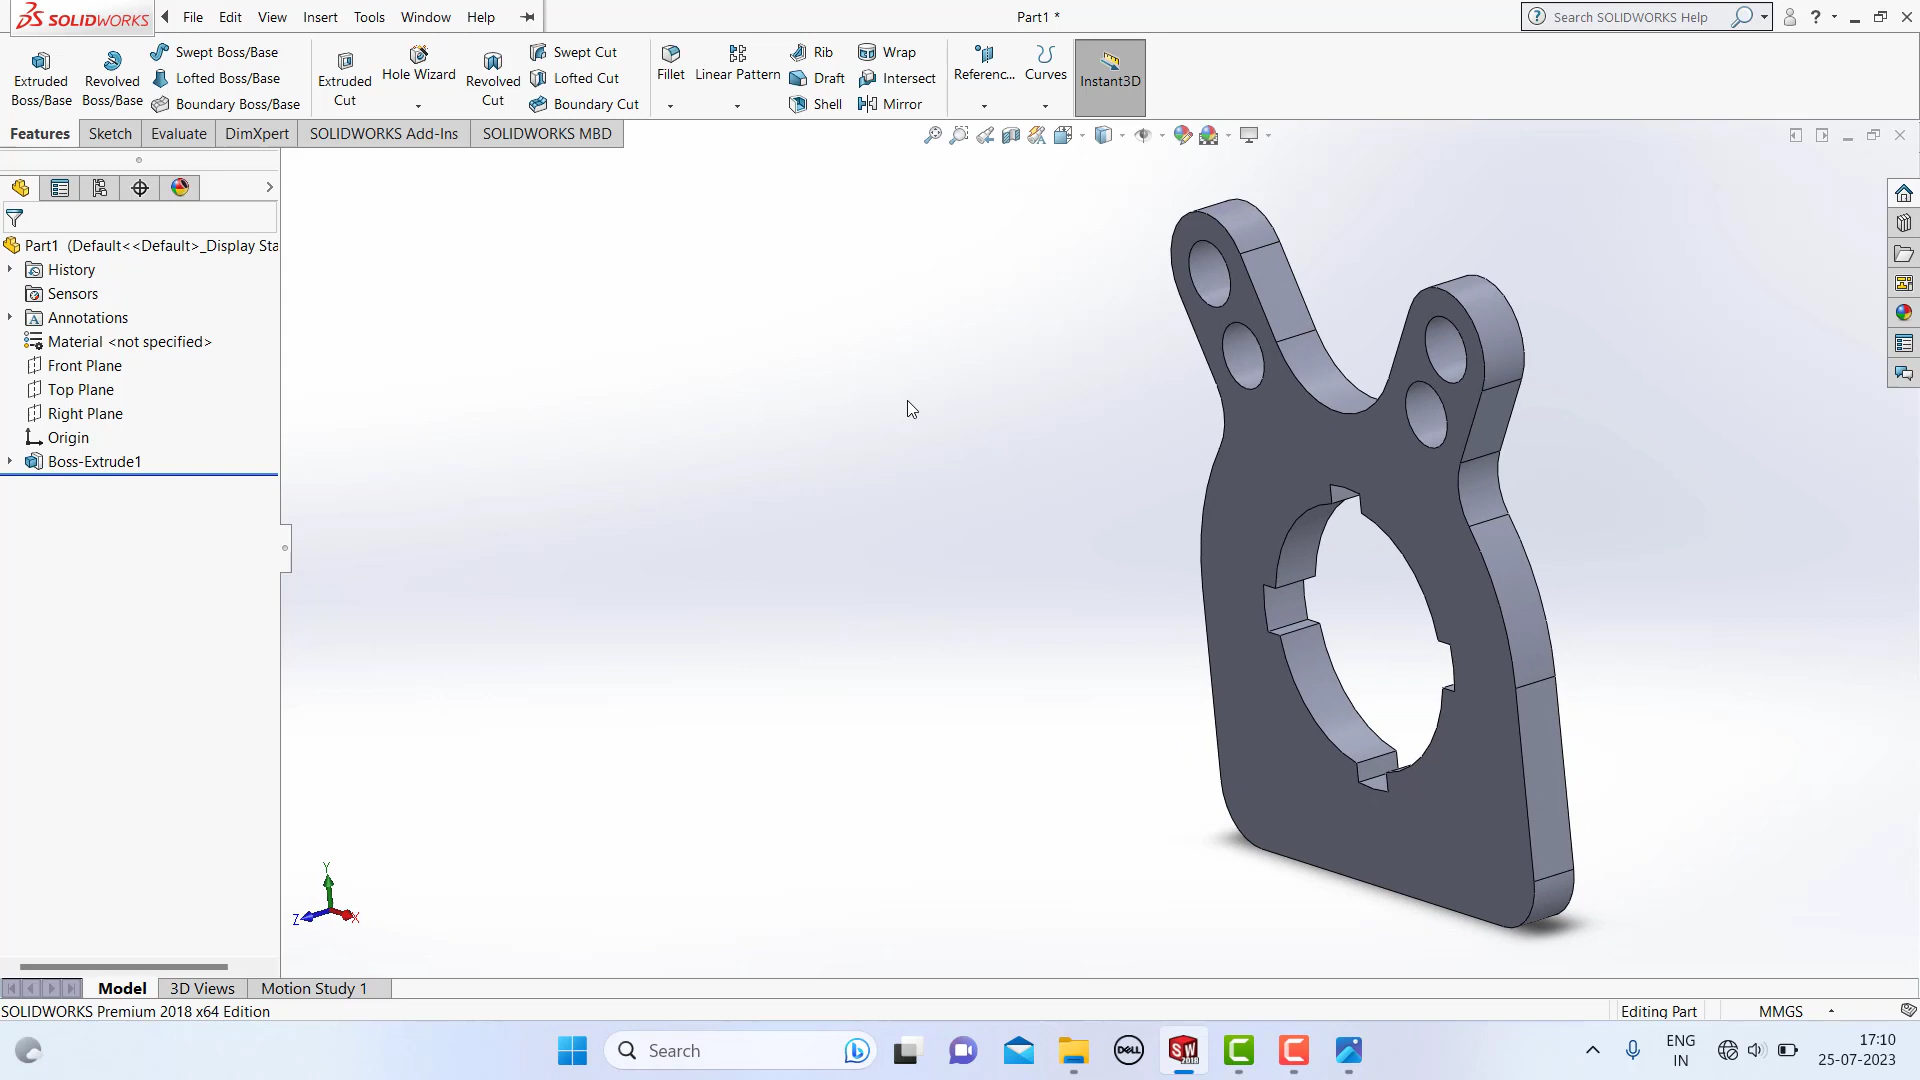 SOLIDWORKS
File Edit View Insert Tools Window Help
Part1 *
Search SOLIDWORKS Help
?
Extruded Boss/Base
Revolved Boss/Base
Swept Boss/Base
Lofted Boss/Base
Boundary Boss/Base
Extruded Cut
Hole Wizard
Revolved Cut
Swept Cut
Lofted Cut
Boundary Cut
Fillet
Linear Pattern
Rib
Draft
Shell
Wrap
Intersect
Mirror
Referenc...
Curves
Instant3D
Features Sketch Evaluate DimXpert SOLIDWORKS Add-Ins SOLIDWORKS MBD
Part1 (Default<<Default>_Display Sta
History
Sensors
Annotations
Material <not specified>
Front Plane
Top Plane
Right Plane
Origin
Boss-Extrude1
Y
Z
X
Model 3D Views Motion Study 1
SOLIDWORKS Premium 2018 x64 Edition
Editing Part
MMGS
Search
DELL
SW
2018
ENG
IN
17:10
25-07-2023